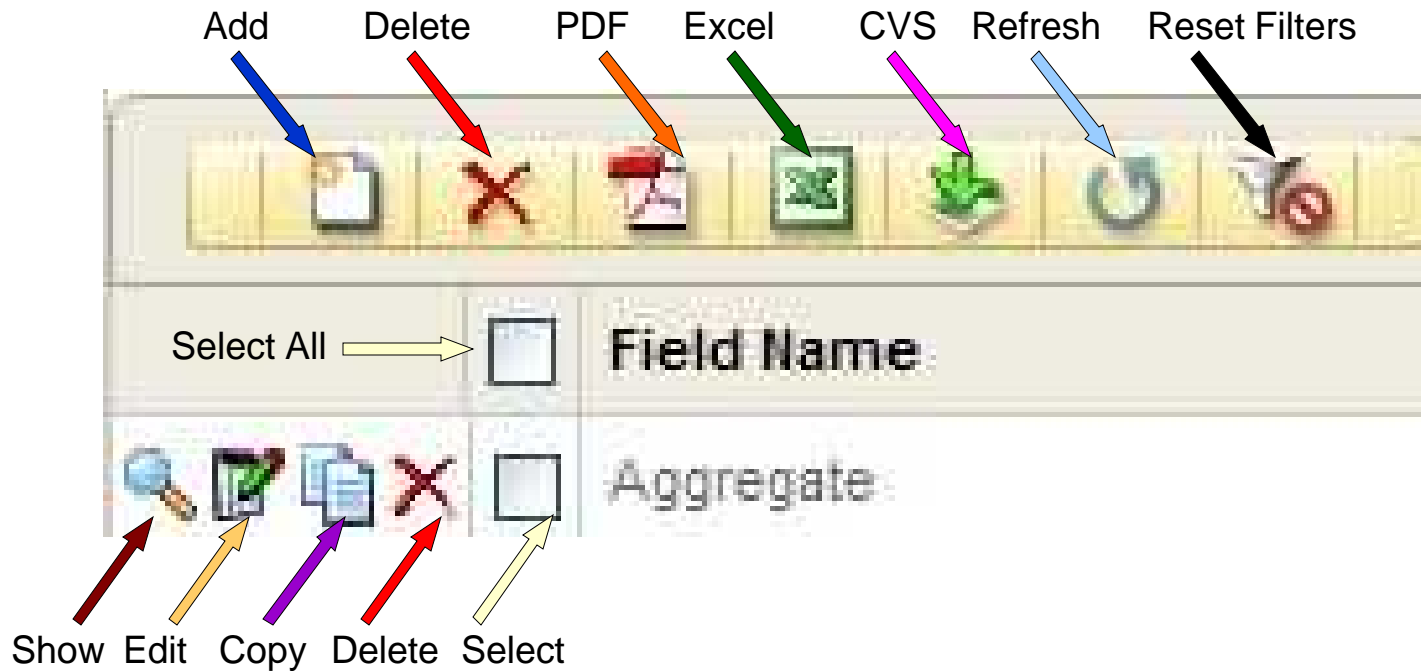 Add Delete PDF Excel CVS Refresh Reset Filters
Select All Field Name
Aggregate
Show Edit Copy Delete Select